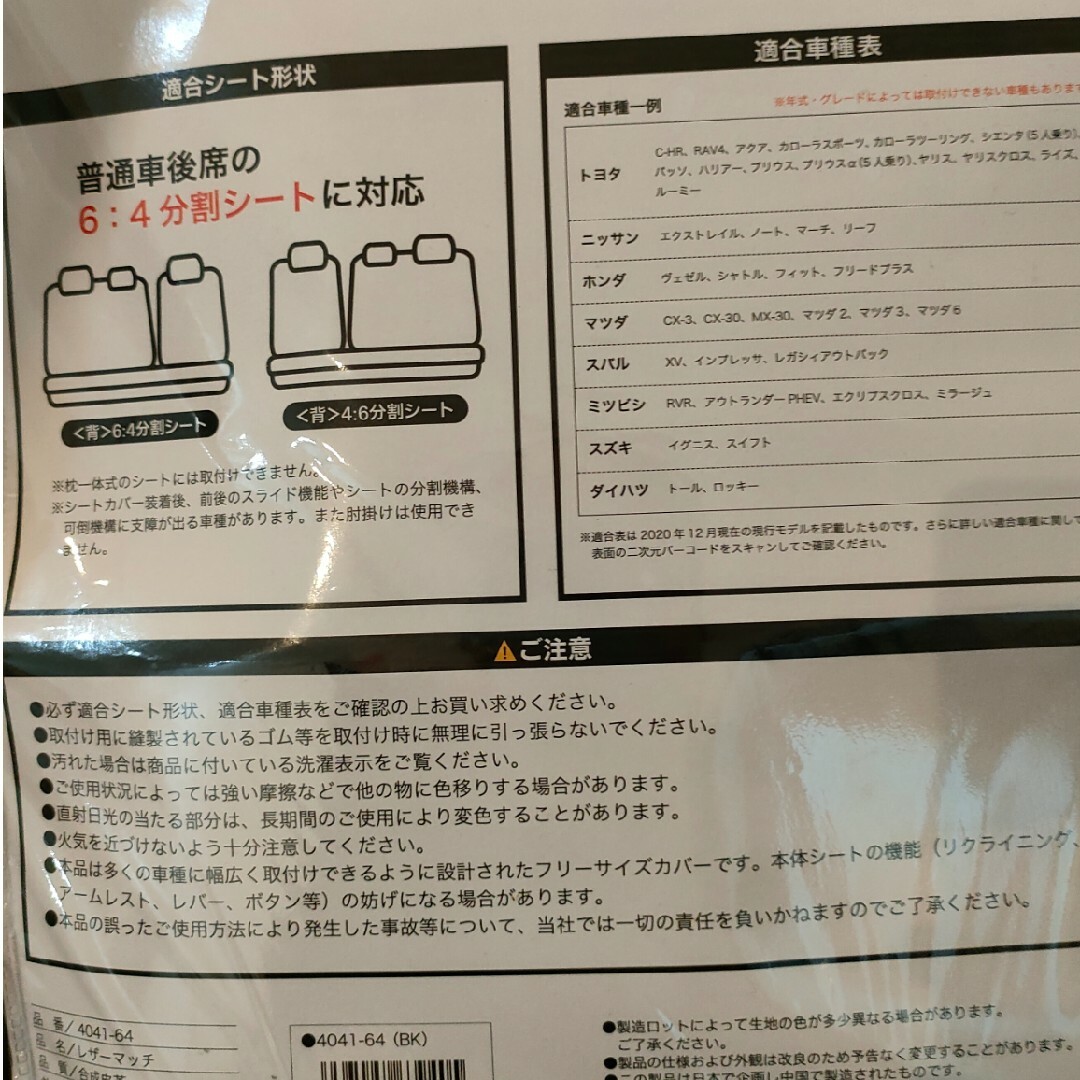 適合シート形状
普通車後席の
6：4分割シートに対応
<背>6:4分割シート
<背>4:6分割シート
※枕一体式のシートには取付けできません。
※シートカバー装着後、前後のスライド機能やシートの分割機構、
可倒機構に支障が出る車種があります。また肘掛けは使用でき
ません。
適合車種表
適合車種一例
※年式・グレードによっては取付けできない車種もあります
トヨタ
C-HR、RAV4、アクア、カローラスポーツ、カローラツーリング、シエンタ(5人乗り)、
パッソ、ハリアー、プリウス、プリウスα(5人乗り)、ヤリス、ヤリスクロス、ライズ、
ルーミー
ニッサン
エクストレイル、ノート、マーチ、リーフ
ホンダ
ヴェゼル、シャトル、フィット、フリードプラス
マツダ
CX-3、CX-30、MX-30、マツダ2、マツダ3、マツダ6
スバル
XV、インプレッサ、レガシィアウトバック
ミツビシ
RVR、アウトランダーPHEV、エクリプスクロス、ミラージュ
スズキ
イグニス、スイフト
ダイハツ
トール、ロッキー
※適合表は2020年12月現在の現行モデルを記載したものです。さらに詳しい適合車種に関して
表面の二次元バーコードをスキャンしてご確認ください。
ご注意
●必ず適合シート形状、適合車種表をご確認の上お買い求めください。
●取付け用に縫製されているゴム等を取付け時に無理に引っ張らないでください。
●汚れた場合は商品に付いている洗濯表示をご覧ください。
●ご使用状況によっては強い摩擦などで他の物に色移りする場合があります。
●直射日光の当たる部分は、長期間のご使用により変色することがあります。
●火気を近づけないよう十分注意してください。
●本品は多くの車種に幅広く取付けできるように設計されたフリーサイズカバーです。本体シートの機能（リクライニング、
アームレスト、レバー、ボタン等）の妨げになる場合があります。
●本品の誤ったご使用方法により発生した事故等について、当社では一切の責任を負いかねますのでご了承ください。
品 番/4041-64
品 名/レザーマッチ
品 質/合成皮革
●4041-64（BK）
●製造ロットによって生地の色が多少異なる場合があります。
ご了承ください。
●製品の仕様および外観は改良のため予告なく変更することがあります。
●この製品は日本で企画し中国で製造されたものです。